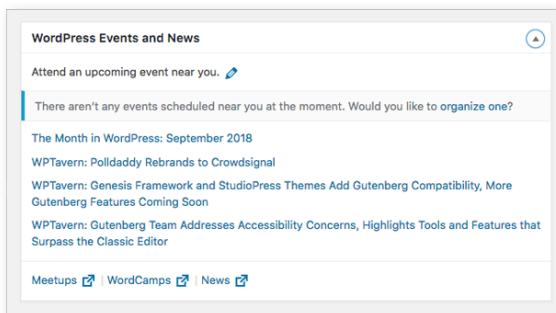 WordPress Events and News
Attend an upcoming event near you.
There aren't any events scheduled near you at the moment. Would you like to organize one?
The Month in WordPress: September 2018
WPTavern: Polldaddy Rebrands to Crowdsignal
WPTavern: Genesis Framework and StudioPress Themes Add Gutenberg Compatibility, More
Gutenberg Features Coming Soon
WPTavern: Gutenberg Team Addresses Accessibility Concerns, Highlights Tools and Features that
Surpass the Classic Editor
Meetups | WordCamps | News